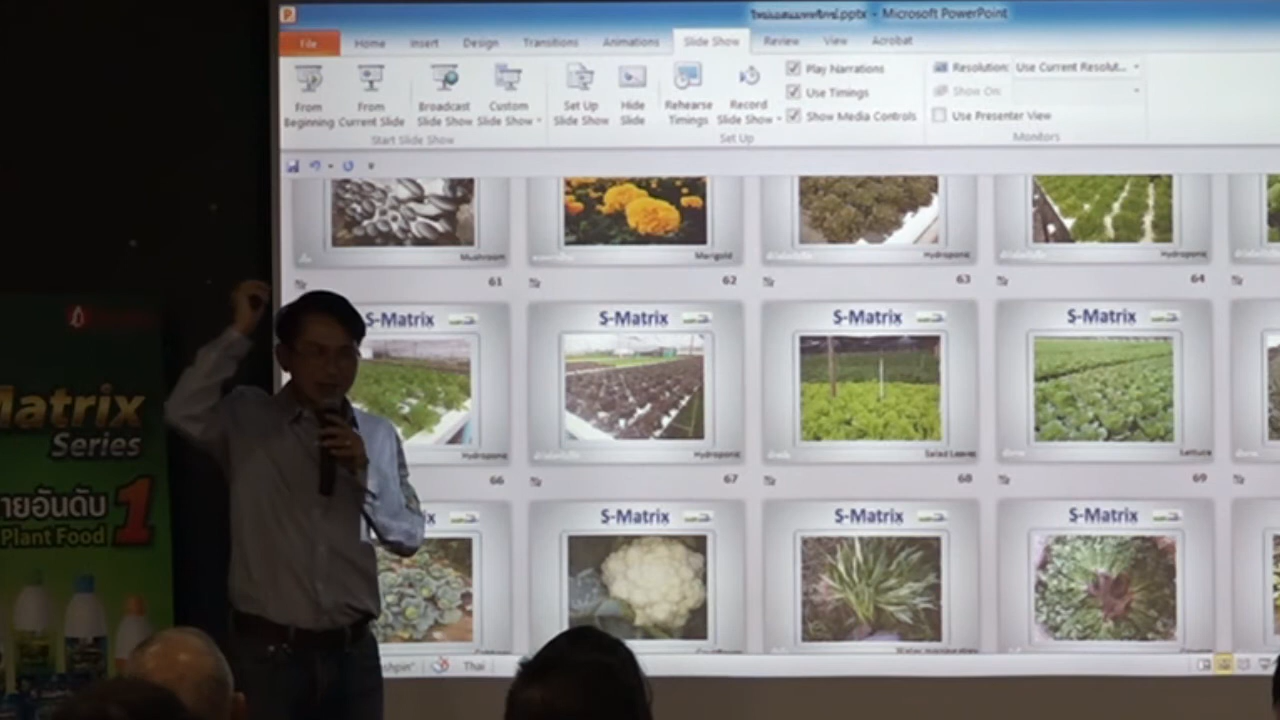 .pptx - Microsoft PowerPoint
File Home Insert Design Transitions Animations Slide Show Review View Acrobat
From Beginning
From Current Slide
Broadcast Slide Show
Custom Slide Show
Start Slide Show
Set Up Slide Show
Hide Slide
Rehearse Timings
Record Slide Show
Play Narrations
Use Timings
Show Media Controls
Set Up
Resolution: Use Current Resolut...
Show On:
Use Presenter View
Monitors
Mushroom
Marigold
Hydroponic
Hydroponic
61 62 63 64
S-Matrix
S-Matrix
S-Matrix
S-Matrix
Hydroponic
Hydroponic
Salad Leaves
Lettuce
66 67 68 69
S-Matrix
S-Matrix
S-Matrix
Thai
Matrix
Series
ายอันดับ 1
Plant Food